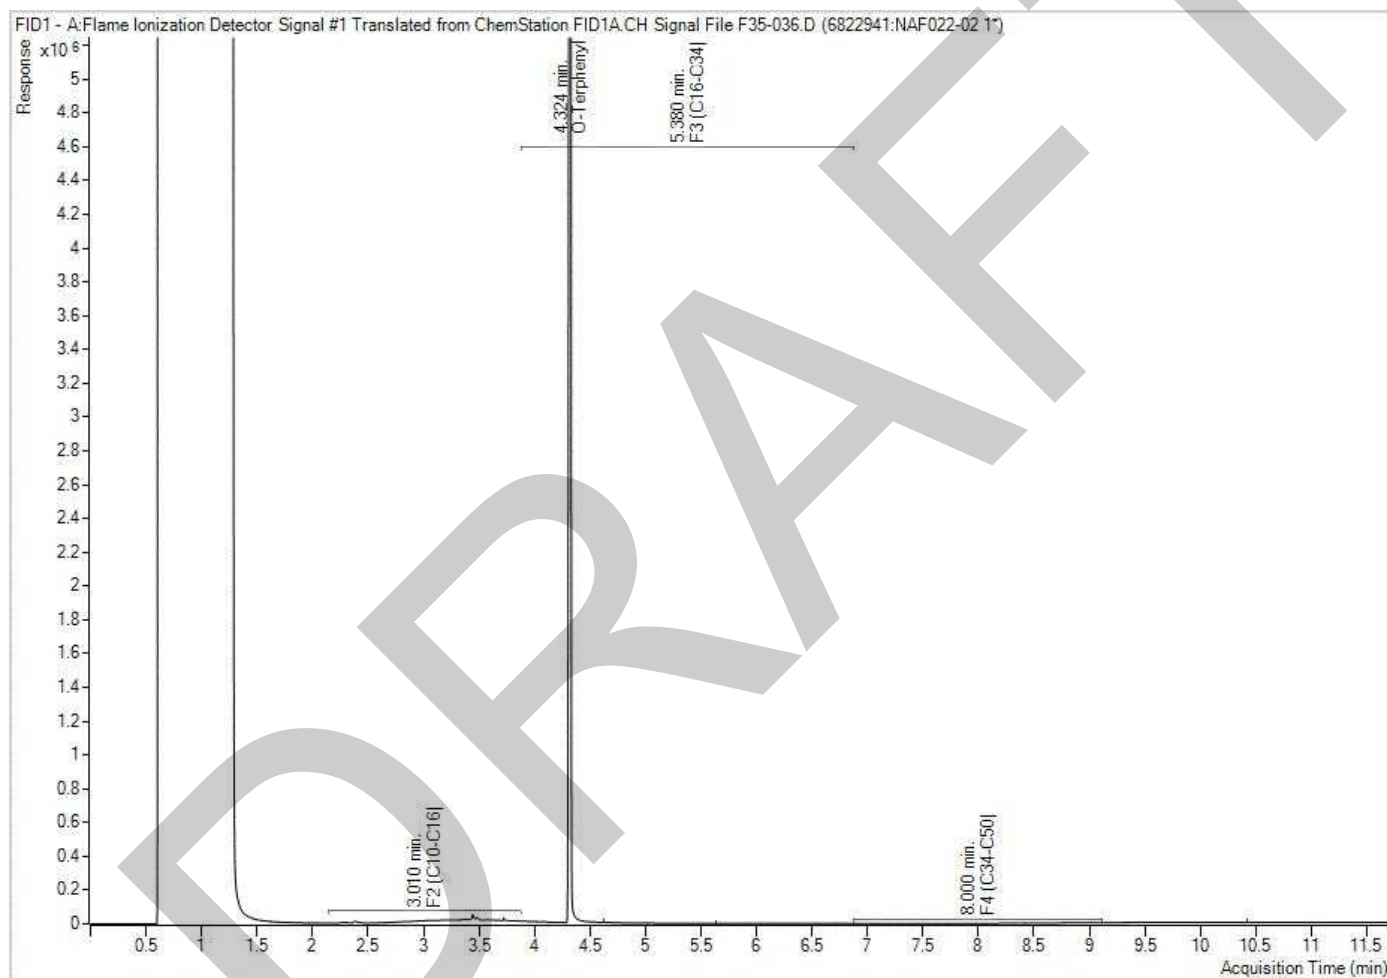 FID1 - A:Flame Ionization Detector Signal #1 Translated from ChemStation FID1A.CH Signal File F35-036.D (6822941:NAF022-02 1*)
Response
x10 6
5
4.8
4.6
4.4
4.2
4
3.8
3.6
3.4
3.2
3
2.8
2.6
2.4
2.2
2
1.8
1.6
1.4
1.2
1
0.8
0.6
0.4
0.2
0
4.324 min.
O-Terphenyl
5.380 min.
F3 (C16-C34)
3.010 min.
F2 (C10-C16)
8.000 min.
F4 (C34-C50)
0.5 1 1.5 2 2.5 3 3.5 4 4.5 5 5.5 6 6.5 7 7.5 8 8.5 9 9.5 10 10.5 11 11.5
Acquisition Time (min)
DRAFT